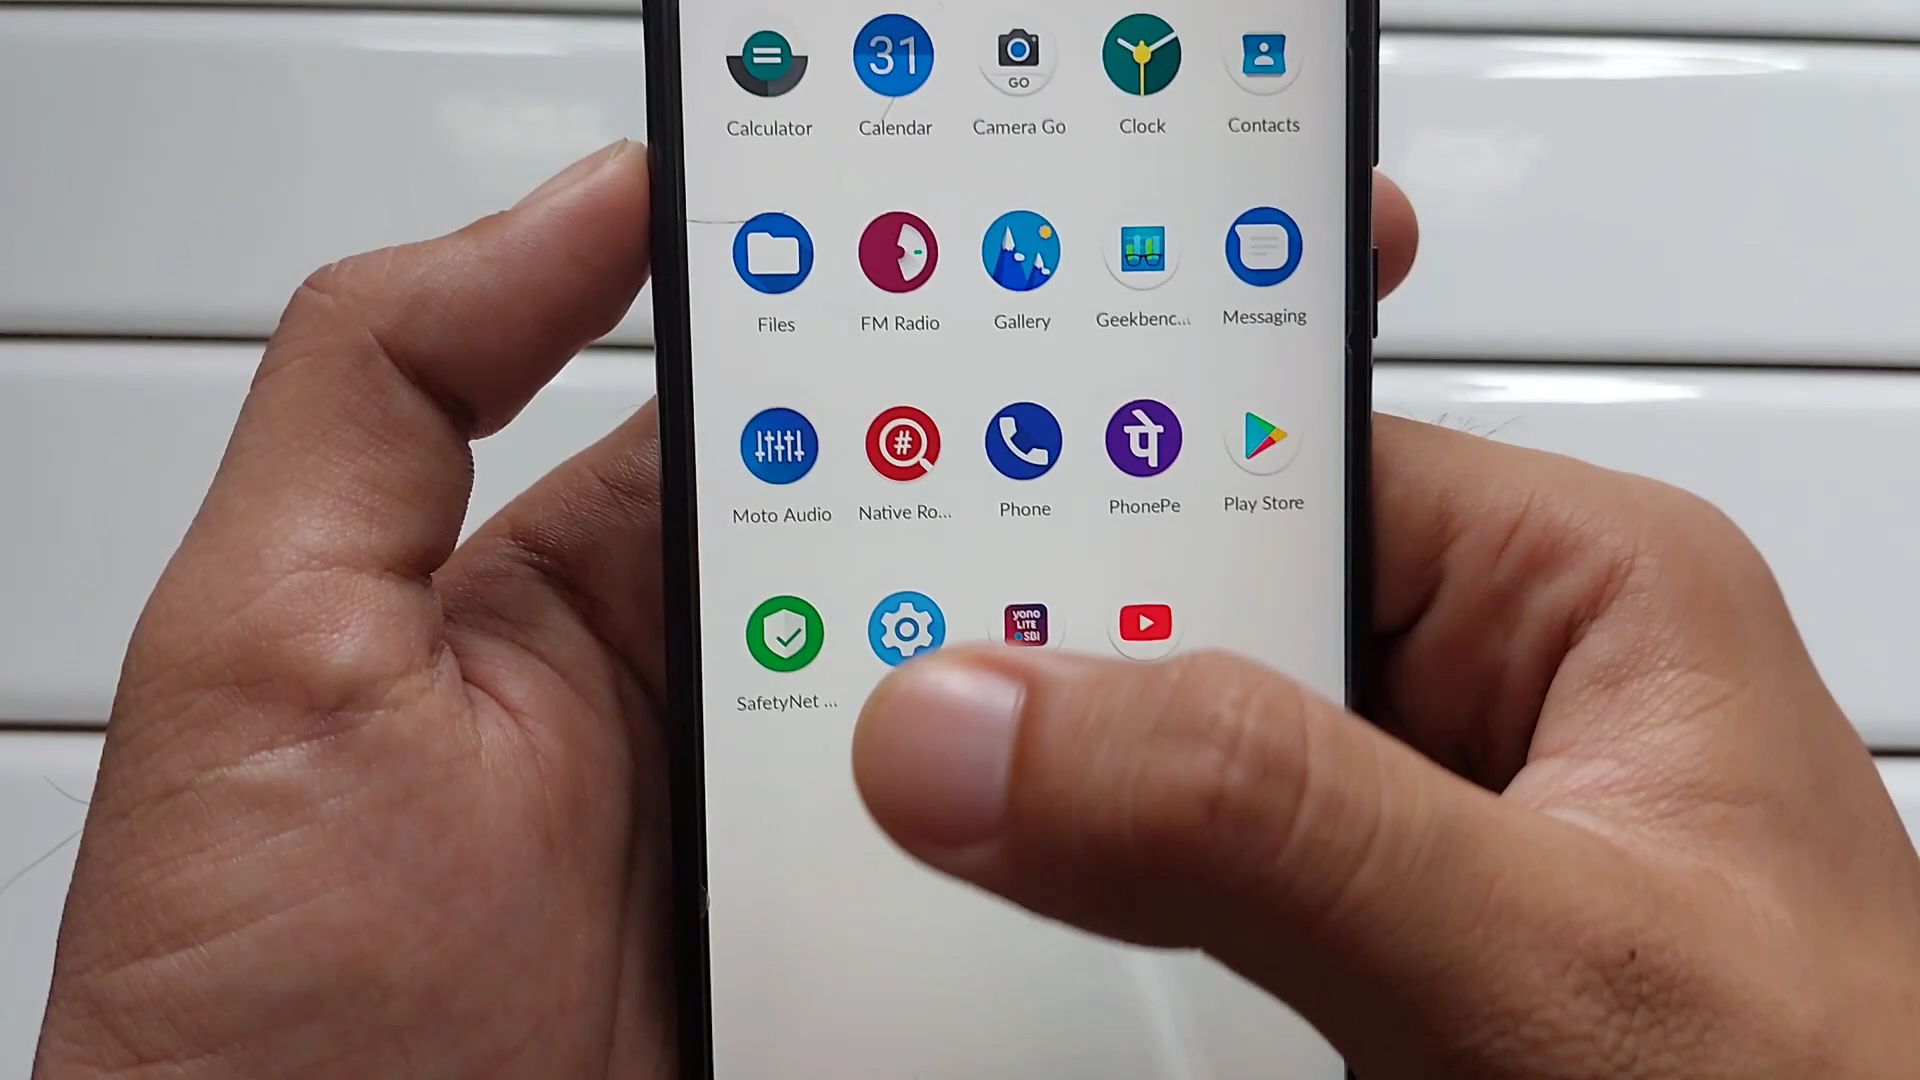 31
GO
Calculator
Calendar
Camera Go
Clock
Contacts
Files
FM Radio
Gallery
Geekbenc...
Messaging
#
पे
Moto Audio
Native Ro...
Phone
PhonePe
Play Store
yono
LITE
SBI
SafetyNet ...